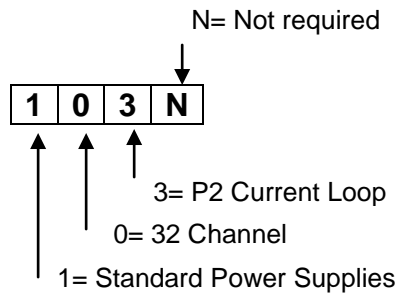 N= Not required
1 0 3 N
3= P2 Current Loop
0= 32 Channel
1= Standard Power Supplies